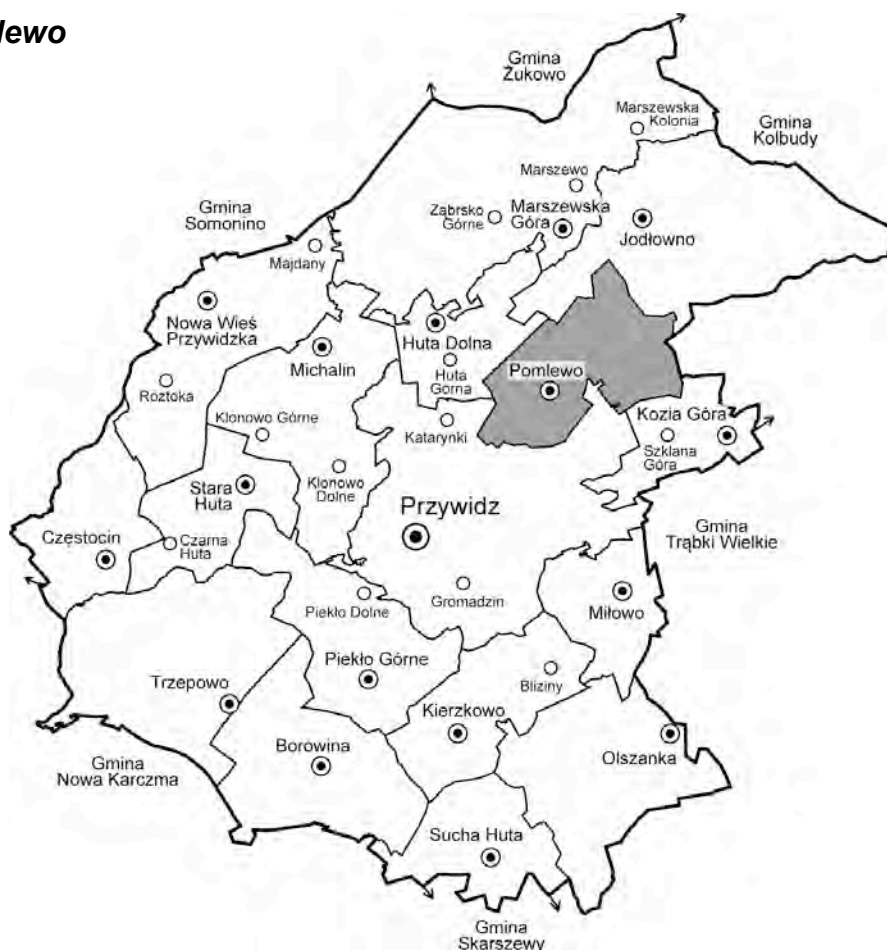 lewo
Gmina
Żukowo
Marszewska
Kolonia
Gmina
Kolbudy
Marszewo
Gmina
Somonino
Ząbrsko
Górne
Marszewska
Góra
Jodłowno
Majdany
Nowa Wieś
Przywidzka
Huta Dolna
Michalin
Huta
Górna
Pomlewo
Roztoka
Kozia Góra
Klonowo Górne
Katarynki
Szklana
Góra
Klonowo
Dolne
Stara
Huta
Przywidz
Gmina
Trąbki Wielkie
Częstocin
Czarna
Huta
Gromadzin
Piekło Dolne
Miłowo
Piekło Górne
Bliziny
Trzepowo
Kierzkowo
Borowina
Olszanka
Gmina
Nowa Karczma
Sucha Huta
Gmina
Skarszewy